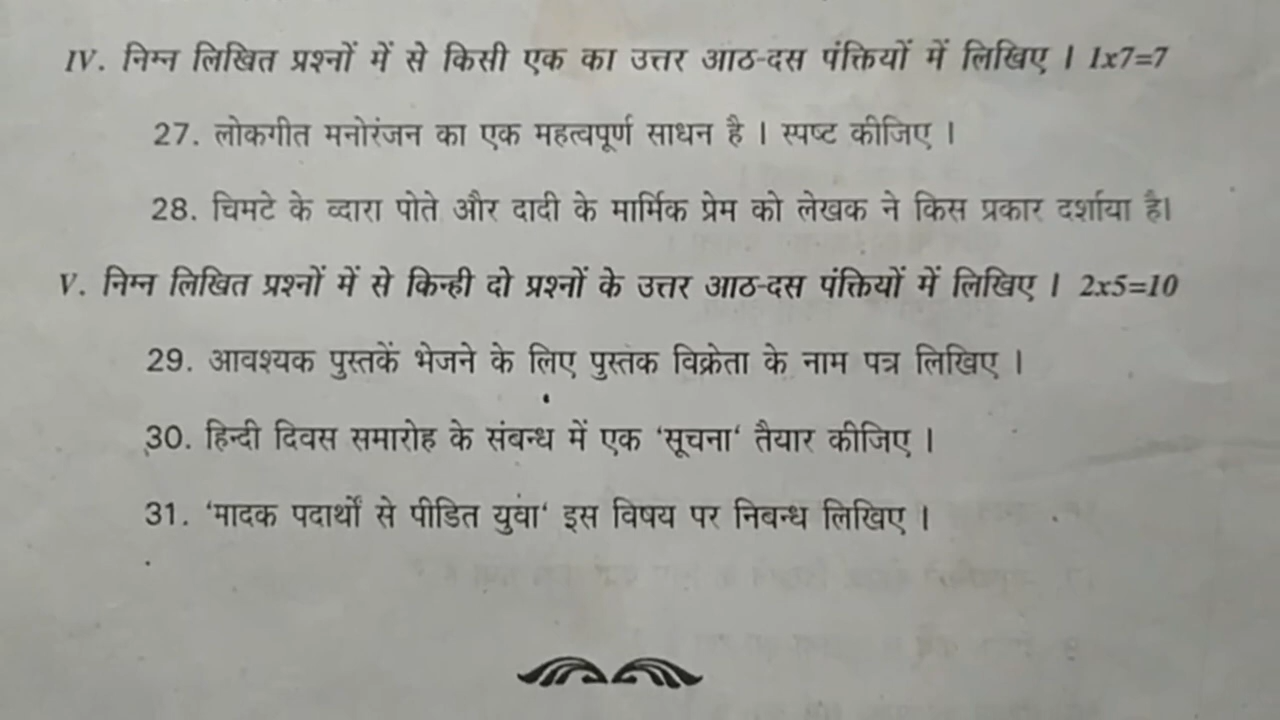 IV. निम्न लिखित प्रश्नों में से किसी एक का उत्तर आठ-दस पंक्तियों में लिखिए । 1x7=7
27. लोकगीत मनोरंजन का एक महत्वपूर्ण साधन है । स्पष्ट कीजिए ।
28. चिमटे के व्दारा पोते और दादी के मार्मिक प्रेम को लेखक ने किस प्रकार दर्शाया है।
V. निम्न लिखित प्रश्नों में से किन्ही दो प्रश्नों के उत्तर आठ-दस पंक्तियों में लिखिए । 2x5=10
29. आवश्यक पुस्तकें भेजने के लिए पुस्तक विक्रेता के नाम पत्र लिखिए ।
30. हिन्दी दिवस समारोह के संबन्ध में एक ‘सूचना‘ तैयार कीजिए ।
31. ‘मादक पदार्थों से पीडित युवा‘ इस विषय पर निबन्ध लिखिए ।